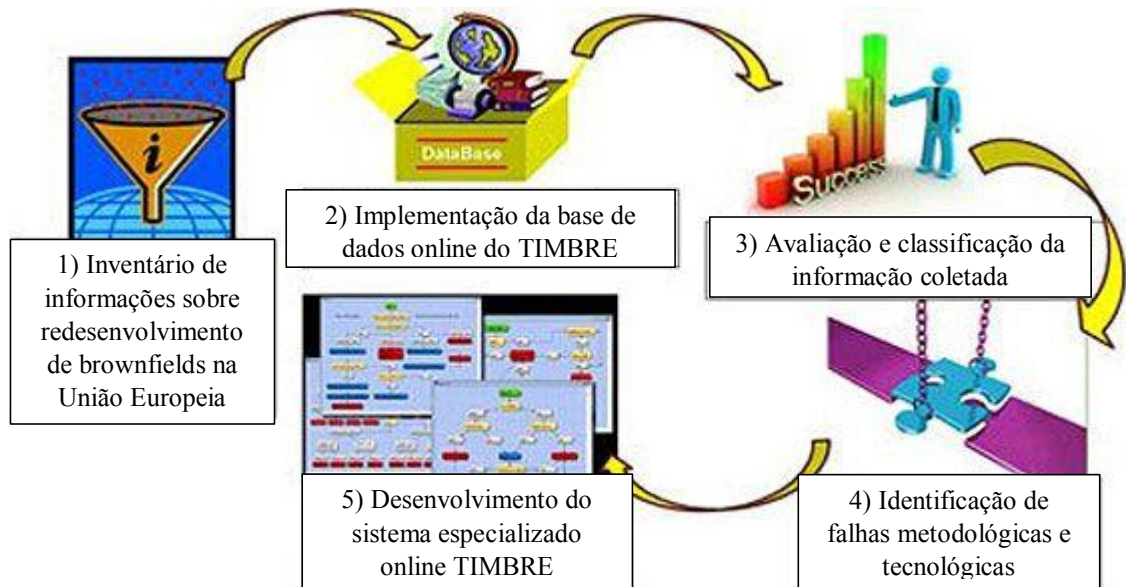 i
DataBase
Success
1) Inventário de
informações sobre
redesenvolvimento
de brownfields na
União Europeia
2) Implementação da base de
dados online do TIMBRE
3) Avaliação e classificação da
informação coletada
4) Identificação de
falhas metodológicas e
tecnológicas
5) Desenvolvimento do
sistema especializado
online TIMBRE